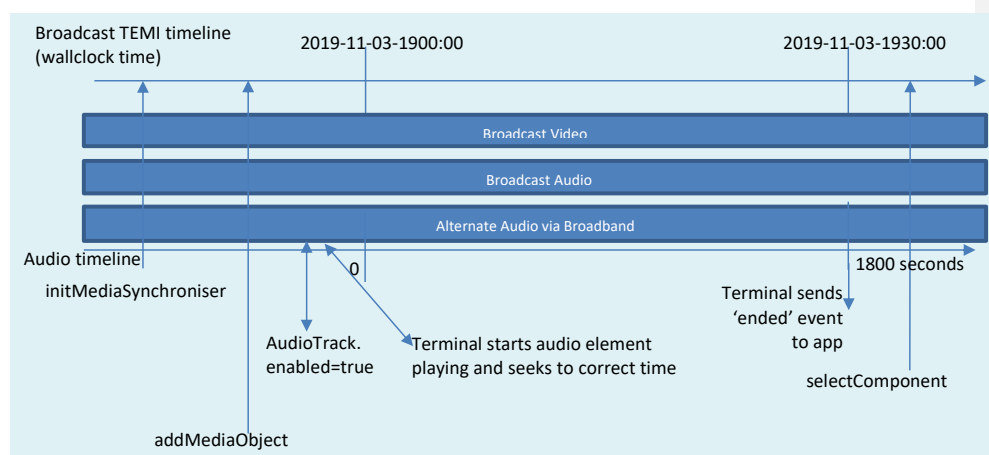 Broadcast TEMI timeline
(wallclock time)
2019-11-03-1900:00
2019-11-03-1930:00
Broadcast Video
Broadcast Audio
Alternate Audio via Broadband
Audio timeline
0
1800 seconds
initMediaSynchroniser
Terminal sends
‘ended’ event
to app
AudioTrack.
enabled=true
Terminal starts audio element
playing and seeks to correct time
selectComponent
addMediaObject